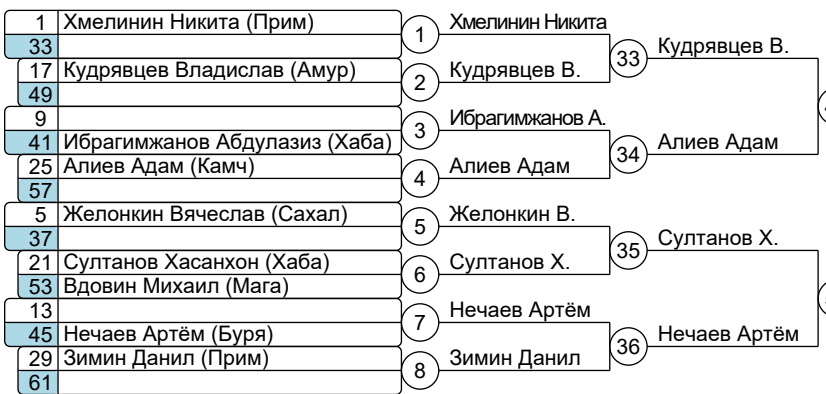 1 Хмелинин Никита (Прим)
33
17 Кудрявцев Владислав (Амур)
49
9
41 Ибрагимжанов Абдулазиз (Хаба)
25 Алиев Адам (Камч)
57
5 Желонкин Вячеслав (Сахал)
37
21 Султанов Хасанхон (Хаба)
53 Вдовин Михаил (Мага)
13
45 Нечаев Артём (Буря)
29 Зимин Данил (Прим)
61
1 Хмелинин Никита
2 Кудрявцев В.
3 Ибрагимжанов А.
4 Алиев Адам
5 Желонкин В.
6 Султанов Х.
7 Нечаев Артём
8 Зимин Данил
33 Кудрявцев В.
34 Алиев Адам
35 Султанов Х.
36 Нечаев Артём